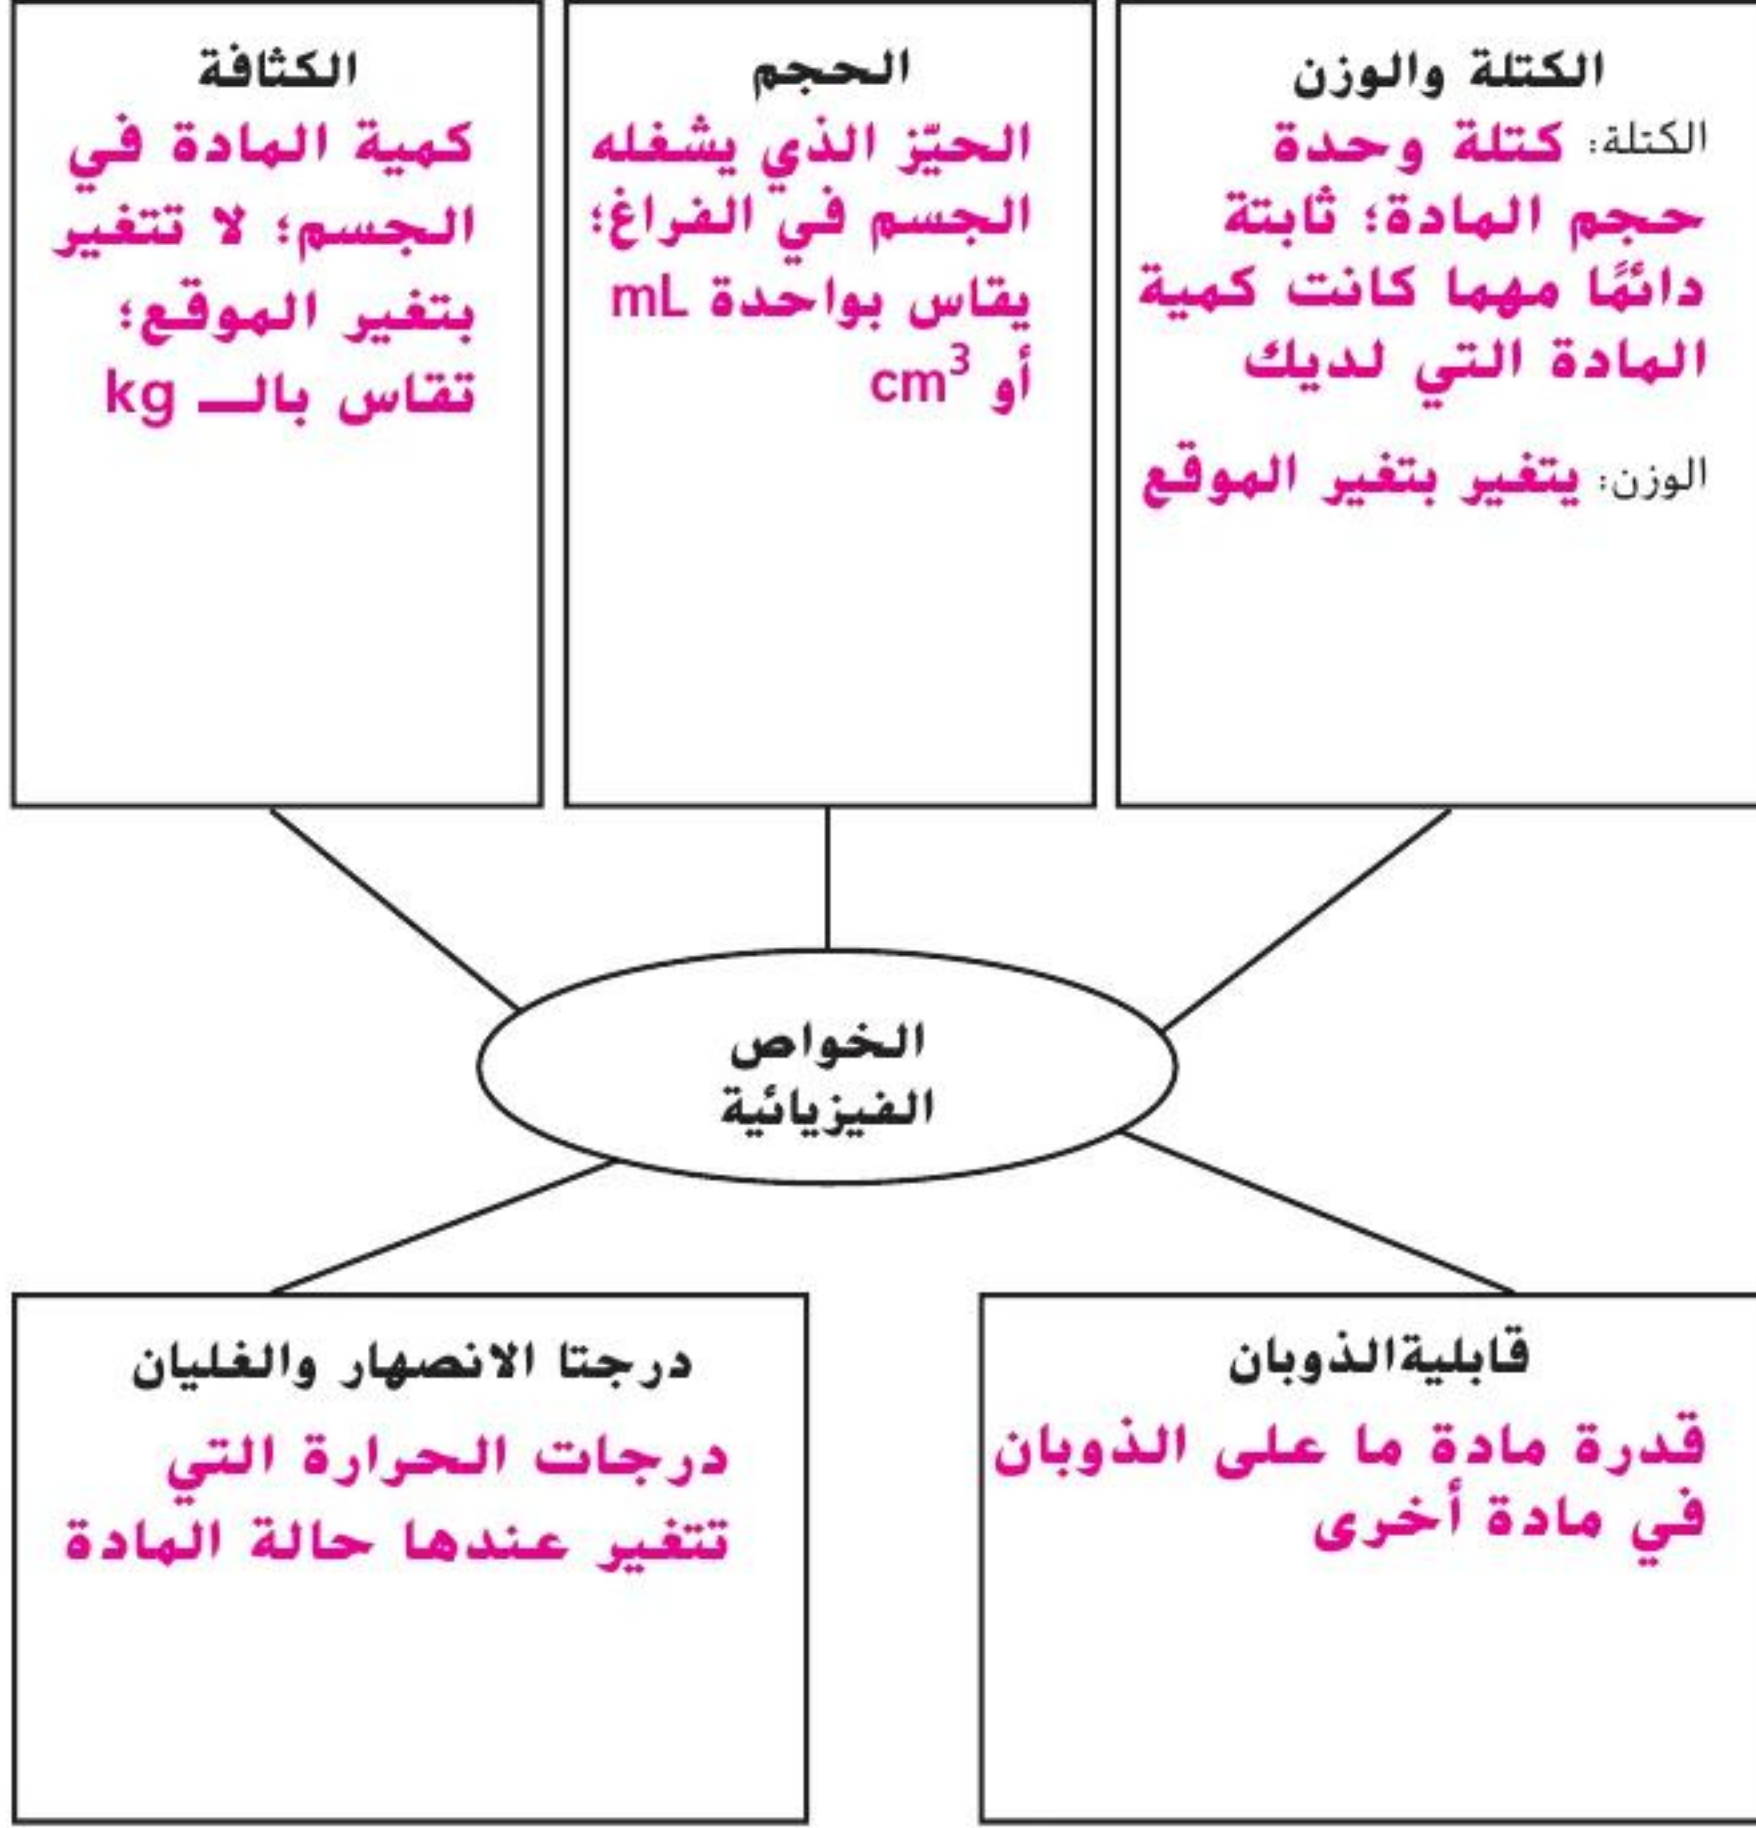 الكتلة والوزن
الكتلة: كتلة وحدة
حجم المادة؛ ثابتة
دائمًا مهما كانت كمية
المادة التي لديك
الوزن: يتغير بتغير الموقع
الحجم
الحيّز الذي يشغله
الجسم في الفراغ؛
يقاس بواحدة mL
أو cm³
الكثافة
كمية المادة في
الجسم؛ لا تتغير
بتغير الموقع؛
تقاس بالـ kg
الخواص
الفيزيائية
قابليةالذوبان
قدرة مادة ما على الذوبان
في مادة أخرى
درجتا الانصهار والغليان
درجات الحرارة التي
تتغير عندها حالة المادة